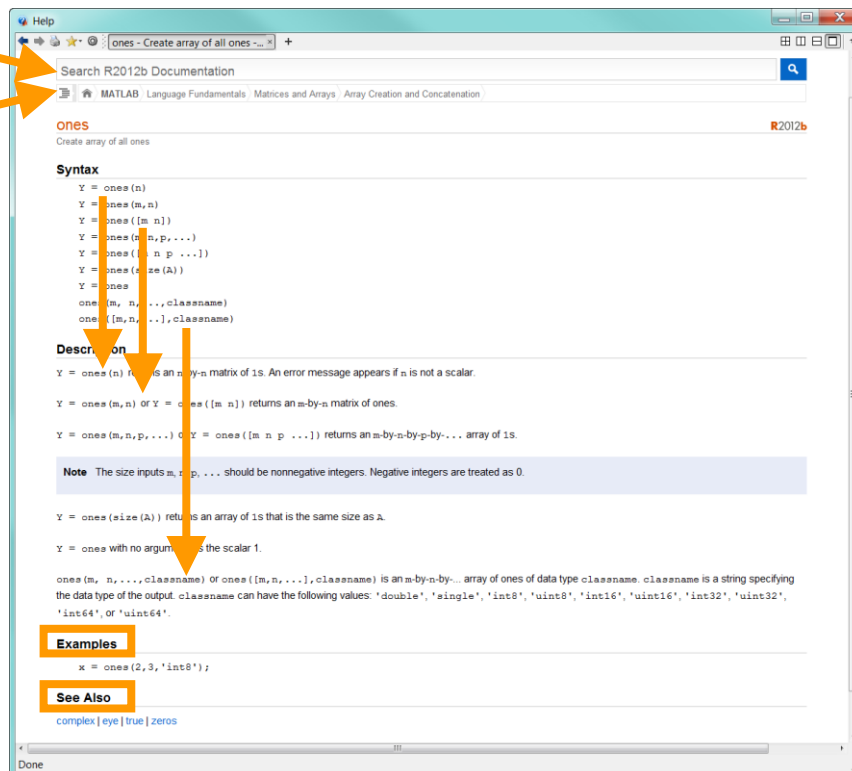 Help
ones - Create array of all ones -... × +
Search R2012b Documentation
MATLAB Language Fundamentals Matrices and Arrays Array Creation and Concatenation
ones R2012b
Create array of all ones
Syntax
Y = ones(n)
Y = ones(m,n)
Y = ones([m n])
Y = ones(m,n,p,...)
Y = ones([m n p ...])
Y = ones(size(A))
Y = ones
ones(m, n,...,classname)
ones([m,n,...],classname)
Description
Y = ones(n) returns an n-by-n matrix of 1s. An error message appears if n is not a scalar.
Y = ones(m,n) or Y = ones([m n]) returns an m-by-n matrix of ones.
Y = ones(m,n,p,...) or Y = ones([m n p ...]) returns an m-by-n-by-p-by-... array of 1s.
Note The size inputs m, n, p, ... should be nonnegative integers. Negative integers are treated as 0.
Y = ones(size(A)) returns an array of 1s that is the same size as A.
Y = ones with no arguments is the scalar 1.
ones(m, n,...,classname) or ones([m,n,...],classname) is an m-by-n-by-... array of ones of data type classname. classname is a string specifying
the data type of the output. classname can have the following values: 'double', 'single', 'int8', 'uint8', 'int16', 'uint16', 'int32', 'uint32',
'int64', or 'uint64'.
Examples
x = ones(2,3,'int8');
See Also
complex | eye | true | zeros
Done